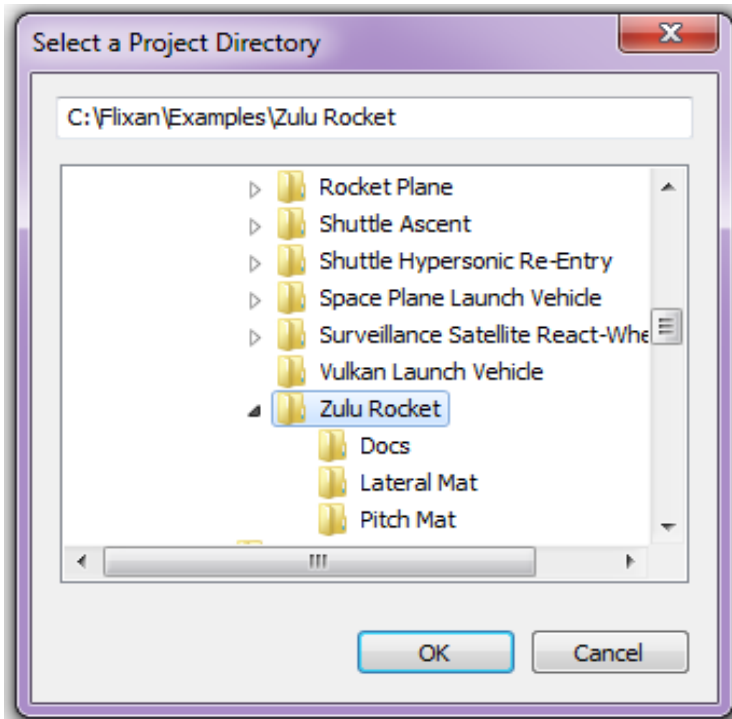 Select a Project Directory
C:\Flixan\Examples\Zulu Rocket
Rocket Plane
Shuttle Ascent
Shuttle Hypersonic Re-Entry
Space Plane Launch Vehicle
Surveillance Satellite React-Whe
Vulkan Launch Vehicle
Zulu Rocket
Docs
Lateral Mat
Pitch Mat
OK Cancel